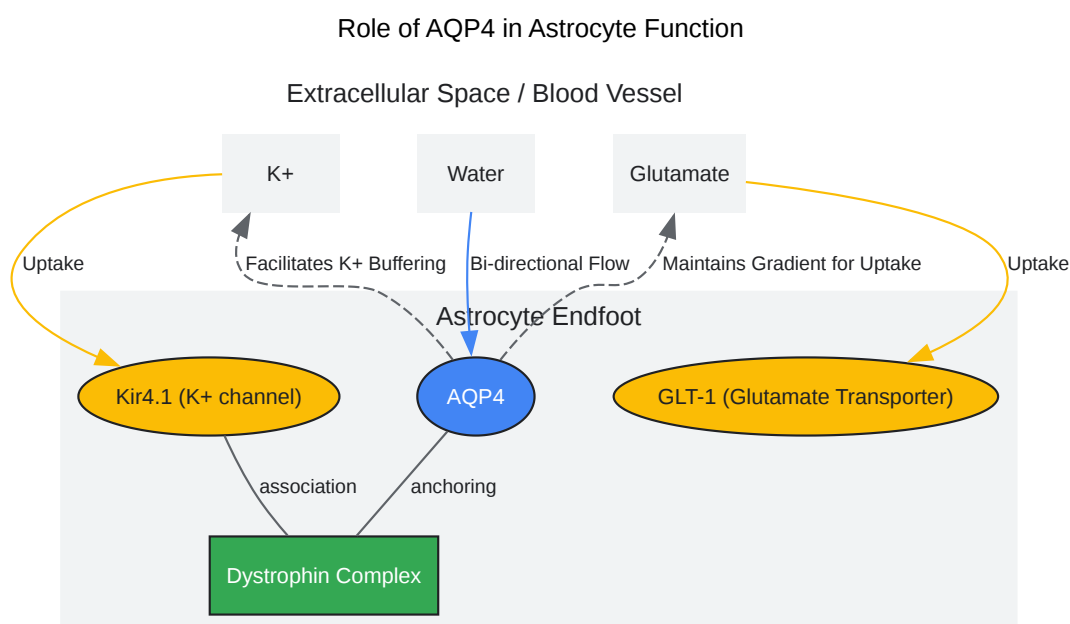 Role of AQP4 in Astrocyte Function
Extracellular Space / Blood Vessel
K+
Water
Glutamate
Uptake
Facilitates K+ Buffering
Bi-directional Flow
Maintains Gradient for Uptake
Uptake
Astrocyte Endfoot
Kir4.1 (K+ channel)
AQP4
GLT-1 (Glutamate Transporter)
association
anchoring
Dystrophin Complex